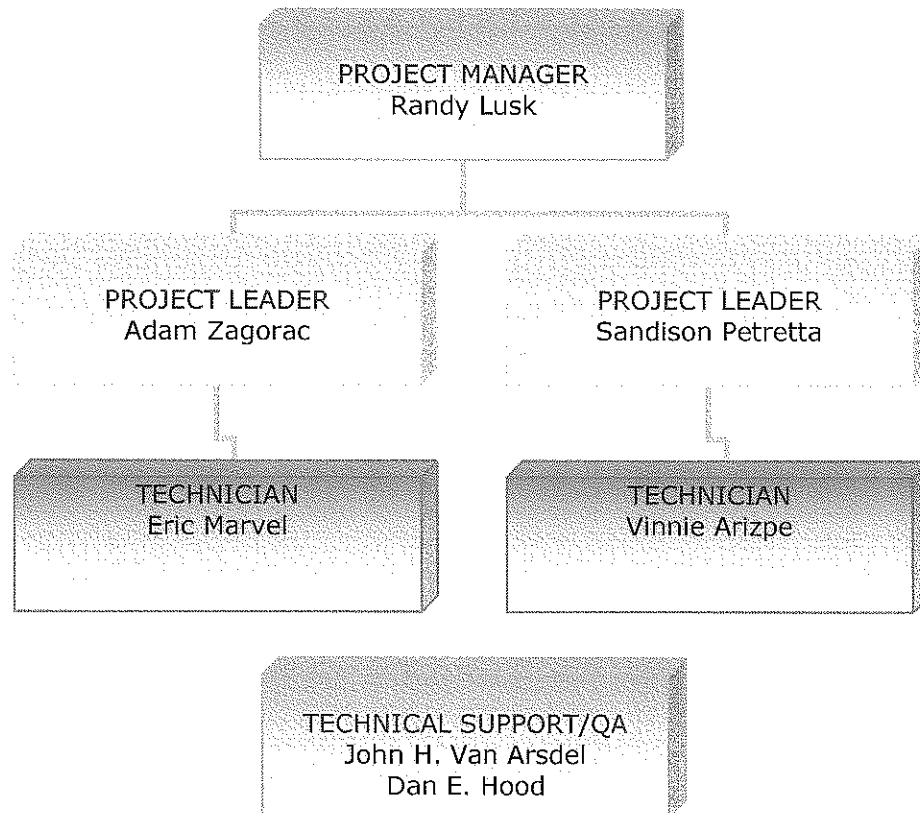 PROJECT MANAGER
Randy Lusk
PROJECT LEADER
Adam Zagorac
PROJECT LEADER
Sandison Petretta
TECHNICIAN
Eric Marvel
TECHNICIAN
Vinnie Arizpe
TECHNICAL SUPPORT/QA
John H. Van Arsdel
Dan E. Hood